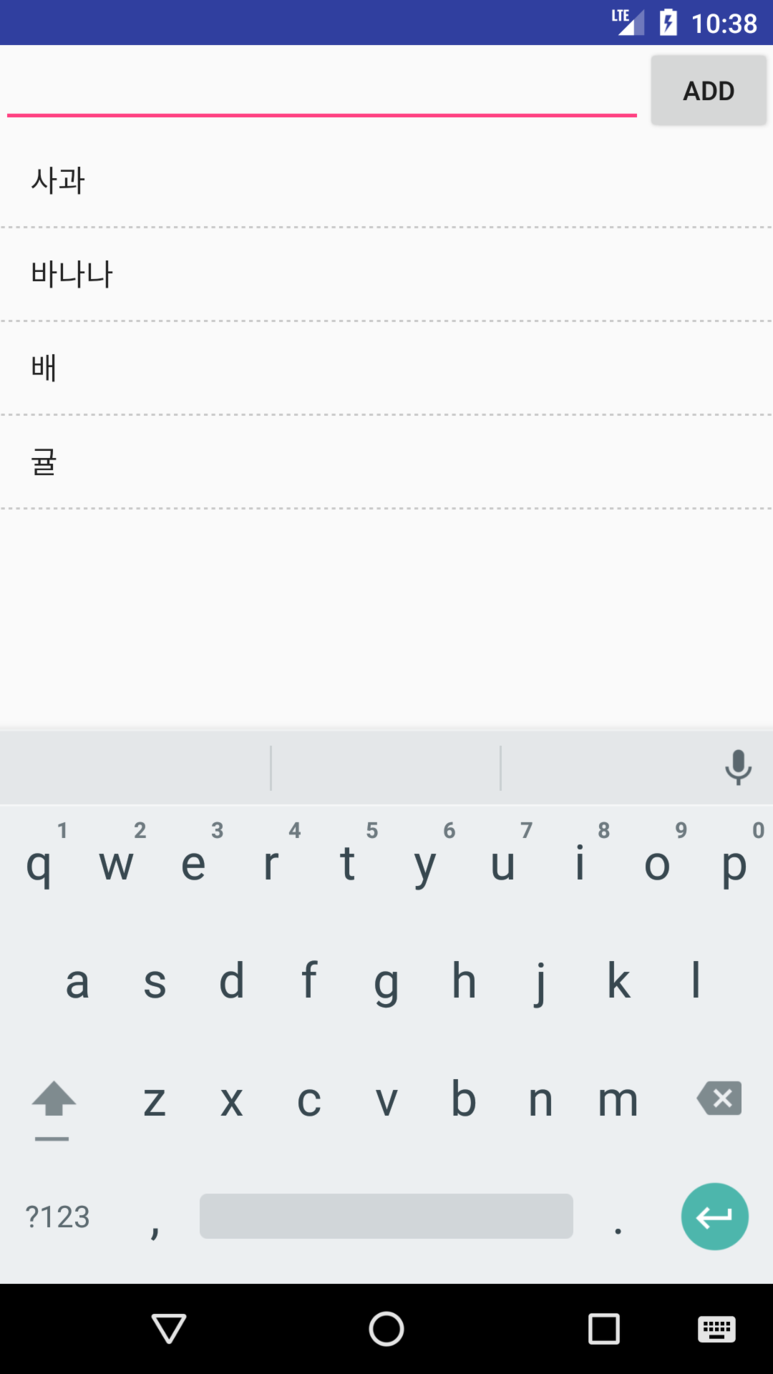 LTE 10:38
ADD
사과
바나나
배
귤
1 2 3 4 5 6 7 8 9 0
q w e r t y u i o p
a s d f g h j k l
z x c v b n m
?123 , .